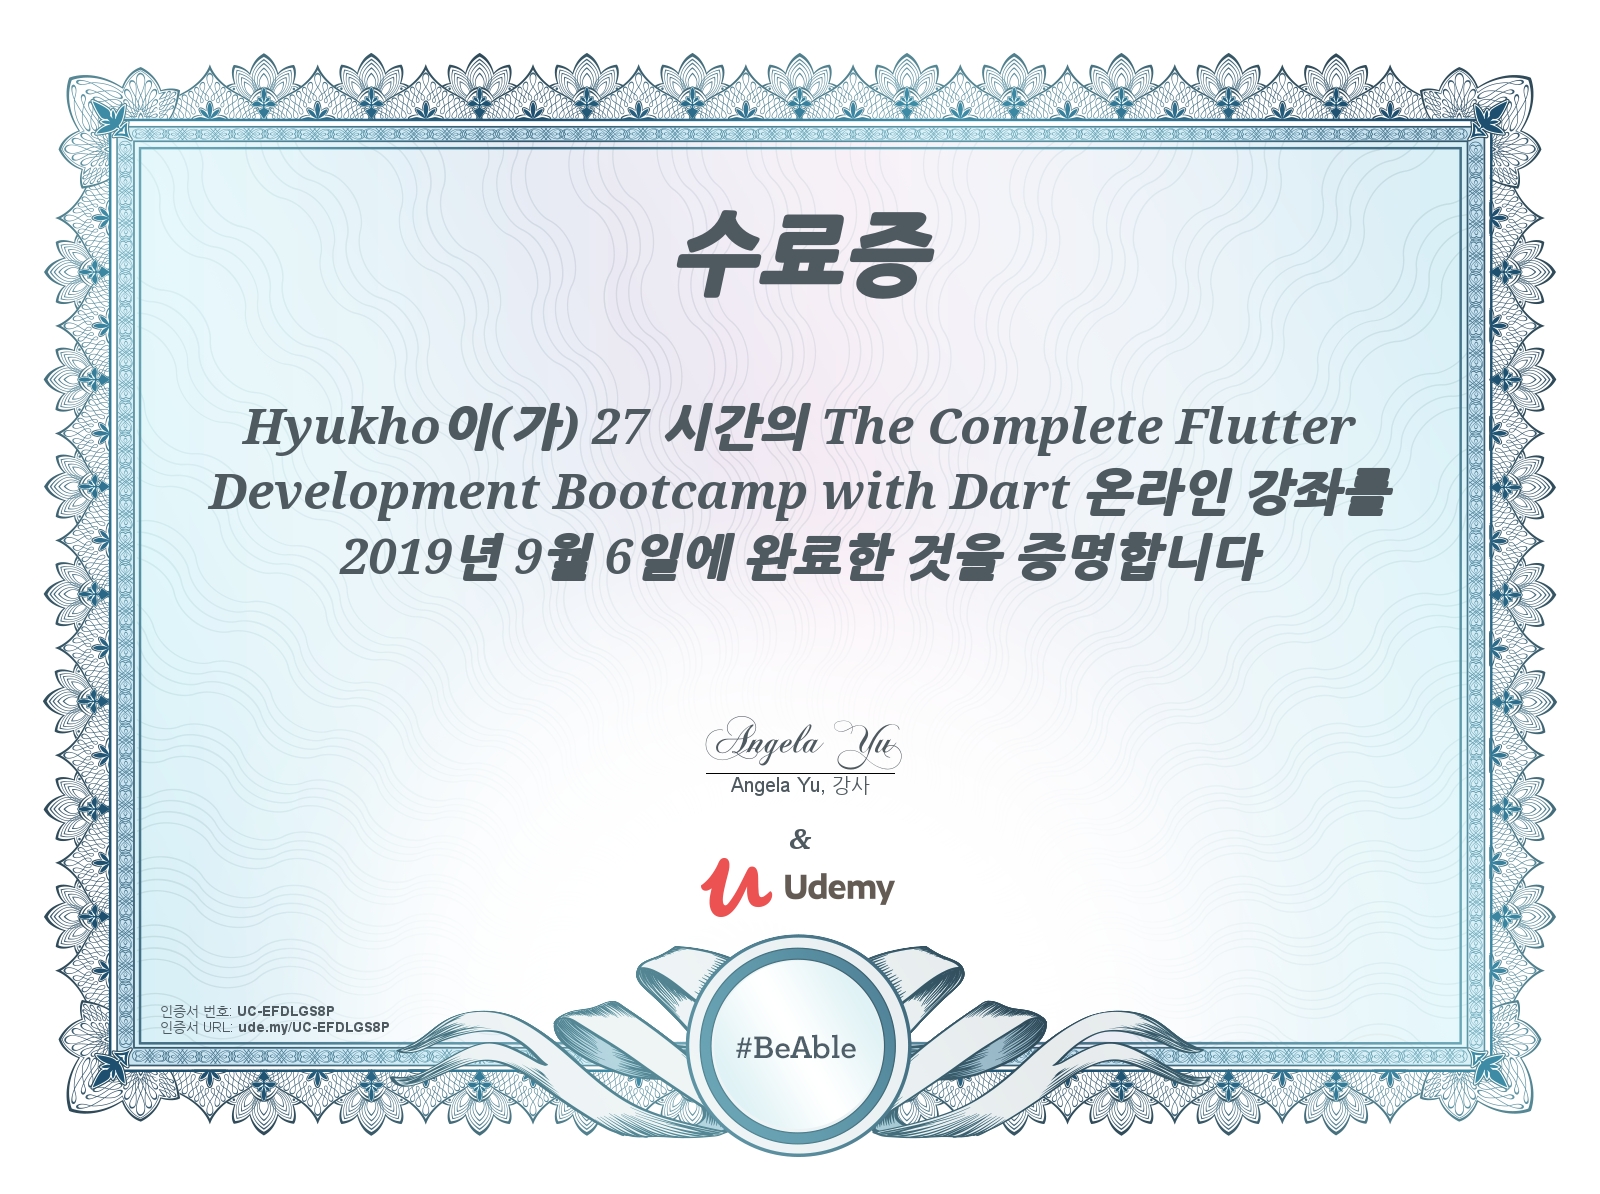 수료증
Hyukho이(가) 27 시간의 The Complete Flutter
Development Bootcamp with Dart 온라인 강좌를
2019년 9월 6일에 완료한 것을 증명합니다
Angela Yu
Angela Yu, 강사
&
Udemy
인증서 번호: UC-EFDLGS8P
인증서 URL: ude.my/UC-EFDLGS8P
#BeAble